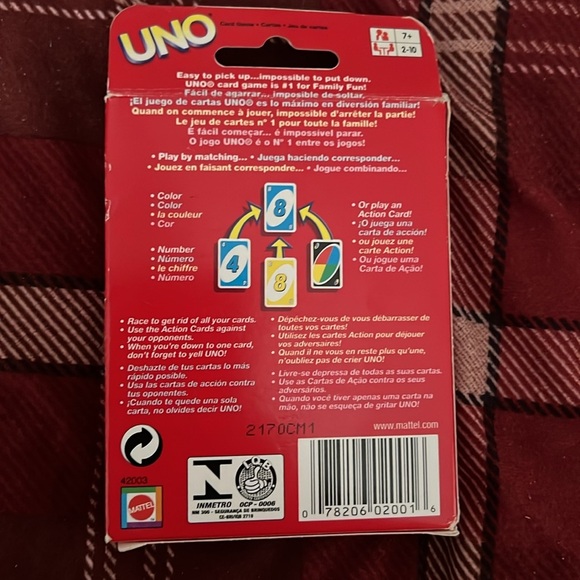 UNO
Card Game • Cartas • Jeu de cartes
7+
2-10
Easy to pick up...impossible to put down.
UNO® card game is #1 for Family Fun!
Fácil de agarrar... imposible de soltar.
¡El juego de cartas UNO® es lo máximo en diversión familiar!
Quand on commence à jouer, impossible d'arrêter la partie!
Le jeu de cartes n° 1 pour toute la famille!
É fácil começar... é impossível parar.
O jogo UNO® é o Nº 1 entre os jogos!
• Play by matching... • Juega haciendo corresponder...
• Jouez en faisant correspondre... • Jogue combinando...
• Color
• Color
• la couleur
• Cor
• Number
• Número
• le chiffre
• Número
8
4
8
• Or play an
Action Card!
• ¡O juega una
carta de acción!
• ou jouez une
carte Action!
• Ou jogue uma
Carta de Ação!
• Race to get rid of all your cards.
• Use the Action Cards against
your opponents.
• When you're down to one card,
don't forget to yell UNO!
• Deshazte de tus cartas lo más
rápido posible.
• Usa las cartas de acción contra
tus oponentes.
• ¡Cuando te quede una sola
carta, no olvides decir UNO!
• Dépêchez-vous de vous débarrasser de
toutes vos cartes!
• Utilisez les cartes Action pour déjouer
vos adversaires!
• Quand il ne vous en reste plus qu'une,
n'oubliez pas de crier UNO!
• Livre-se depressa de todas as suas cartas.
• Use as Cartas de Ação contra os seus
adversários.
• Quando você tiver apenas uma carta na
mão, não se esqueça de gritar UNO!
2170CM1
www.mattel.com
42003
MATTEL
N
IQB
INMETRO OCP - 0006
NM 300 - SEGURANÇA DE BRINQUEDOS
CE-BRI/IQB 2710
0 78206 02001 6